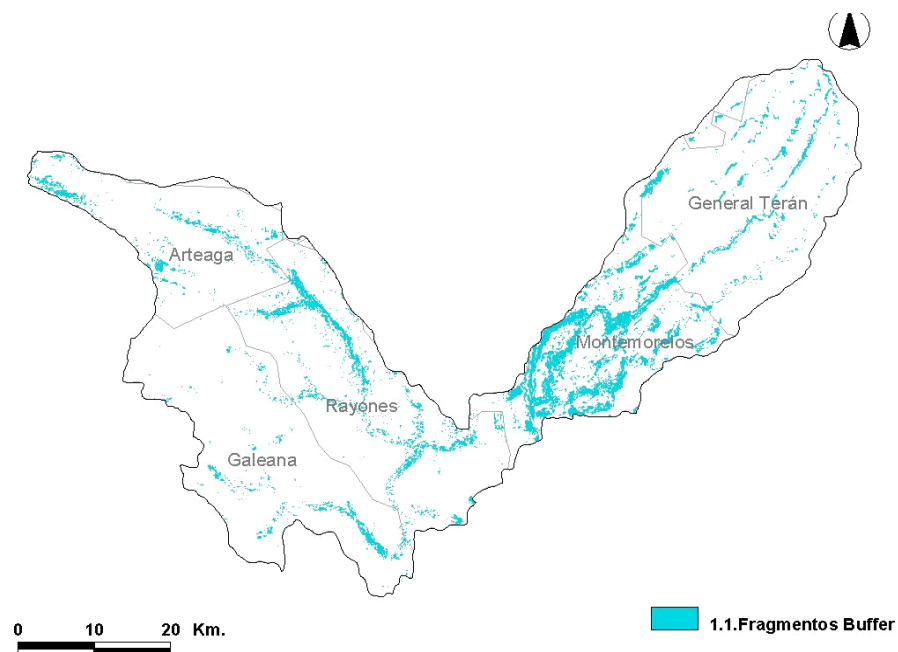 General Terán
Arteaga
Montemorelos
Rayones
Galeana
0 10 20 Km.
1.1.Fragmentos Buffer